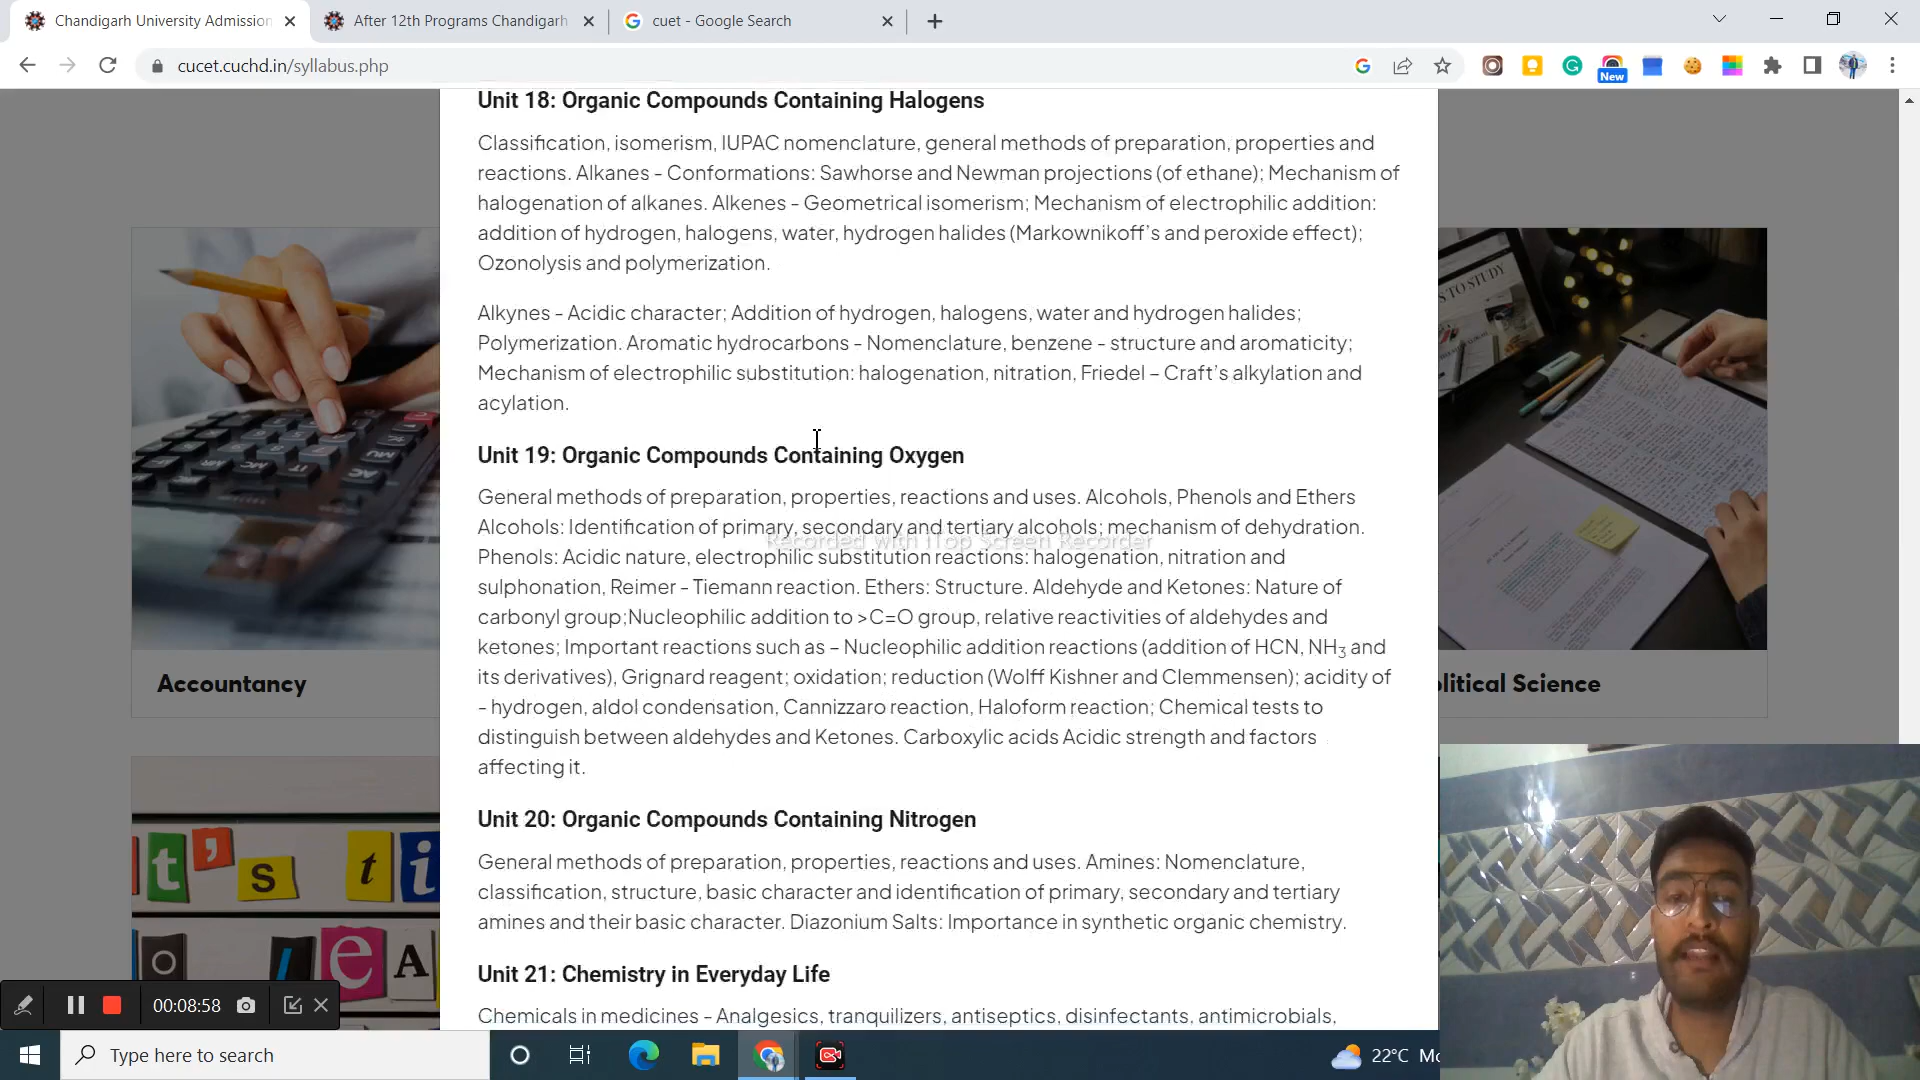 Chandigarh University Admission
After 12th Programs Chandigarh
cuet - Google Search
cucet.cuchd.in/syllabus.php
New
Unit 18: Organic Compounds Containing Halogens
Classification, isomerism, IUPAC nomenclature, general methods of preparation, properties and
reactions. Alkanes - Conformations: Sawhorse and Newman projections (of ethane); Mechanism of
halogenation of alkanes. Alkenes - Geometrical isomerism; Mechanism of electrophilic addition:
addition of hydrogen, halogens, water, hydrogen halides (Markownikoff's and peroxide effect);
Ozonolysis and polymerization.
Alkynes - Acidic character; Addition of hydrogen, halogens, water and hydrogen halides;
Polymerization. Aromatic hydrocarbons - Nomenclature, benzene - structure and aromaticity;
Mechanism of electrophilic substitution: halogenation, nitration, Friedel – Craft's alkylation and
acylation.
Unit 19: Organic Compounds Containing Oxygen
General methods of preparation, properties, reactions and uses. Alcohols, Phenols and Ethers
Alcohols: Identification of primary, secondary and tertiary alcohols; mechanism of dehydration.
Recorded with iTop Screen Recorder
Phenols: Acidic nature, electrophilic substitution reactions: halogenation, nitration and
sulphonation, Reimer - Tiemann reaction. Ethers: Structure. Aldehyde and Ketones: Nature of
carbonyl group;Nucleophilic addition to >C=O group, relative reactivities of aldehydes and
ketones; Important reactions such as – Nucleophilic addition reactions (addition of HCN, NH3 and
its derivatives), Grignard reagent; oxidation; reduction (Wolff Kishner and Clemmensen); acidity of
- hydrogen, aldol condensation, Cannizzaro reaction, Haloform reaction; Chemical tests to
distinguish between aldehydes and Ketones. Carboxylic acids Acidic strength and factors
affecting it.
Unit 20: Organic Compounds Containing Nitrogen
General methods of preparation, properties, reactions and uses. Amines: Nomenclature,
classification, structure, basic character and identification of primary, secondary and tertiary
amines and their basic character. Diazonium Salts: Importance in synthetic organic chemistry.
Unit 21: Chemistry in Everyday Life
Chemicals in medicines - Analgesics, tranquilizers, antiseptics, disinfectants, antimicrobials,
Accountancy
litical Science
TO STUDY
t's ti
o leA
00:08:58
Type here to search
22°C Mo